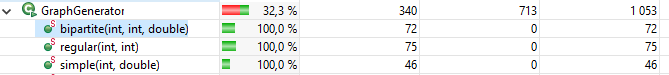 GraphGenerator 32,3 % 340 713 1 053
bipartite(int, int, double) 100,0 % 72 0 72
regular(int, int) 100,0 % 75 0 75
simple(int, double) 100,0 % 46 0 46